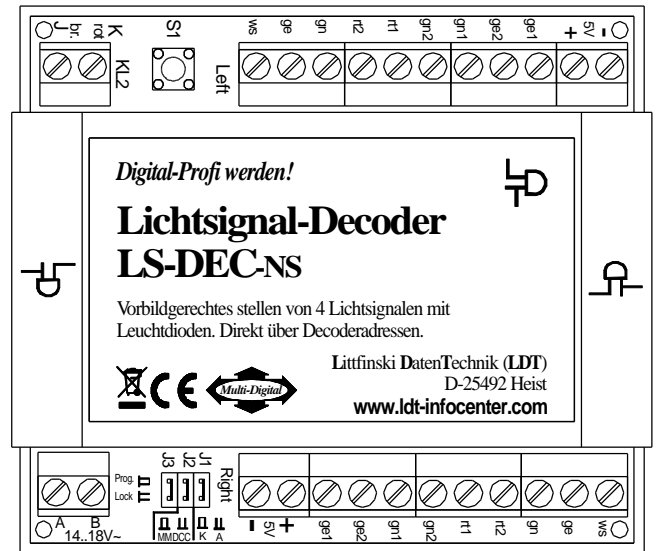 J K
br. rot
KL2
S1
Left
ws ge gn rt2 rt1 gn2 gn1 ge2 ge1 + 5V -
Digital-Profi werden!
Lichtsignal-Decoder
LS-DEC-NS
Vorbildgerechtes stellen von 4 Lichtsignalen mit
Leuchtdioden. Direkt über Decoderadressen.
CE Multi-Digital
Littfinski DatenTechnik (LDT)
D-25492 Heist
www.ldt-infocenter.com
Prog.
Lock
J3 J2 J1
Right
A B
14..18V~
MM DCC K A
- 5V + ge1 ge2 gn1 gn2 rt1 rt2 gn ge ws